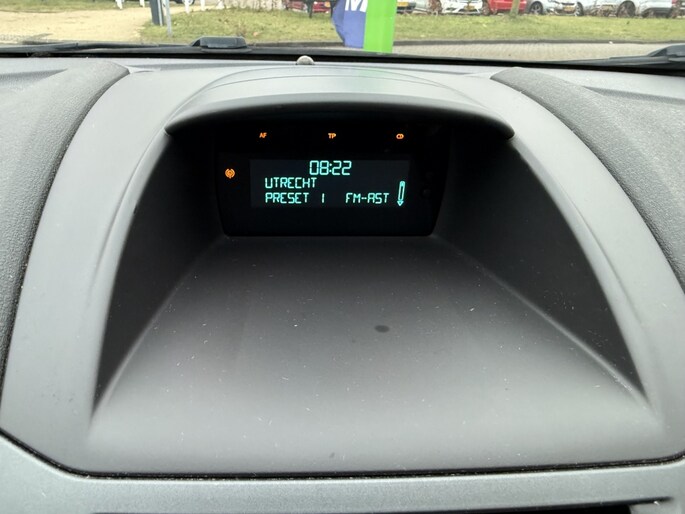 AF TP CD
08:22
UTRECHT
PRESET 1 FM-AST